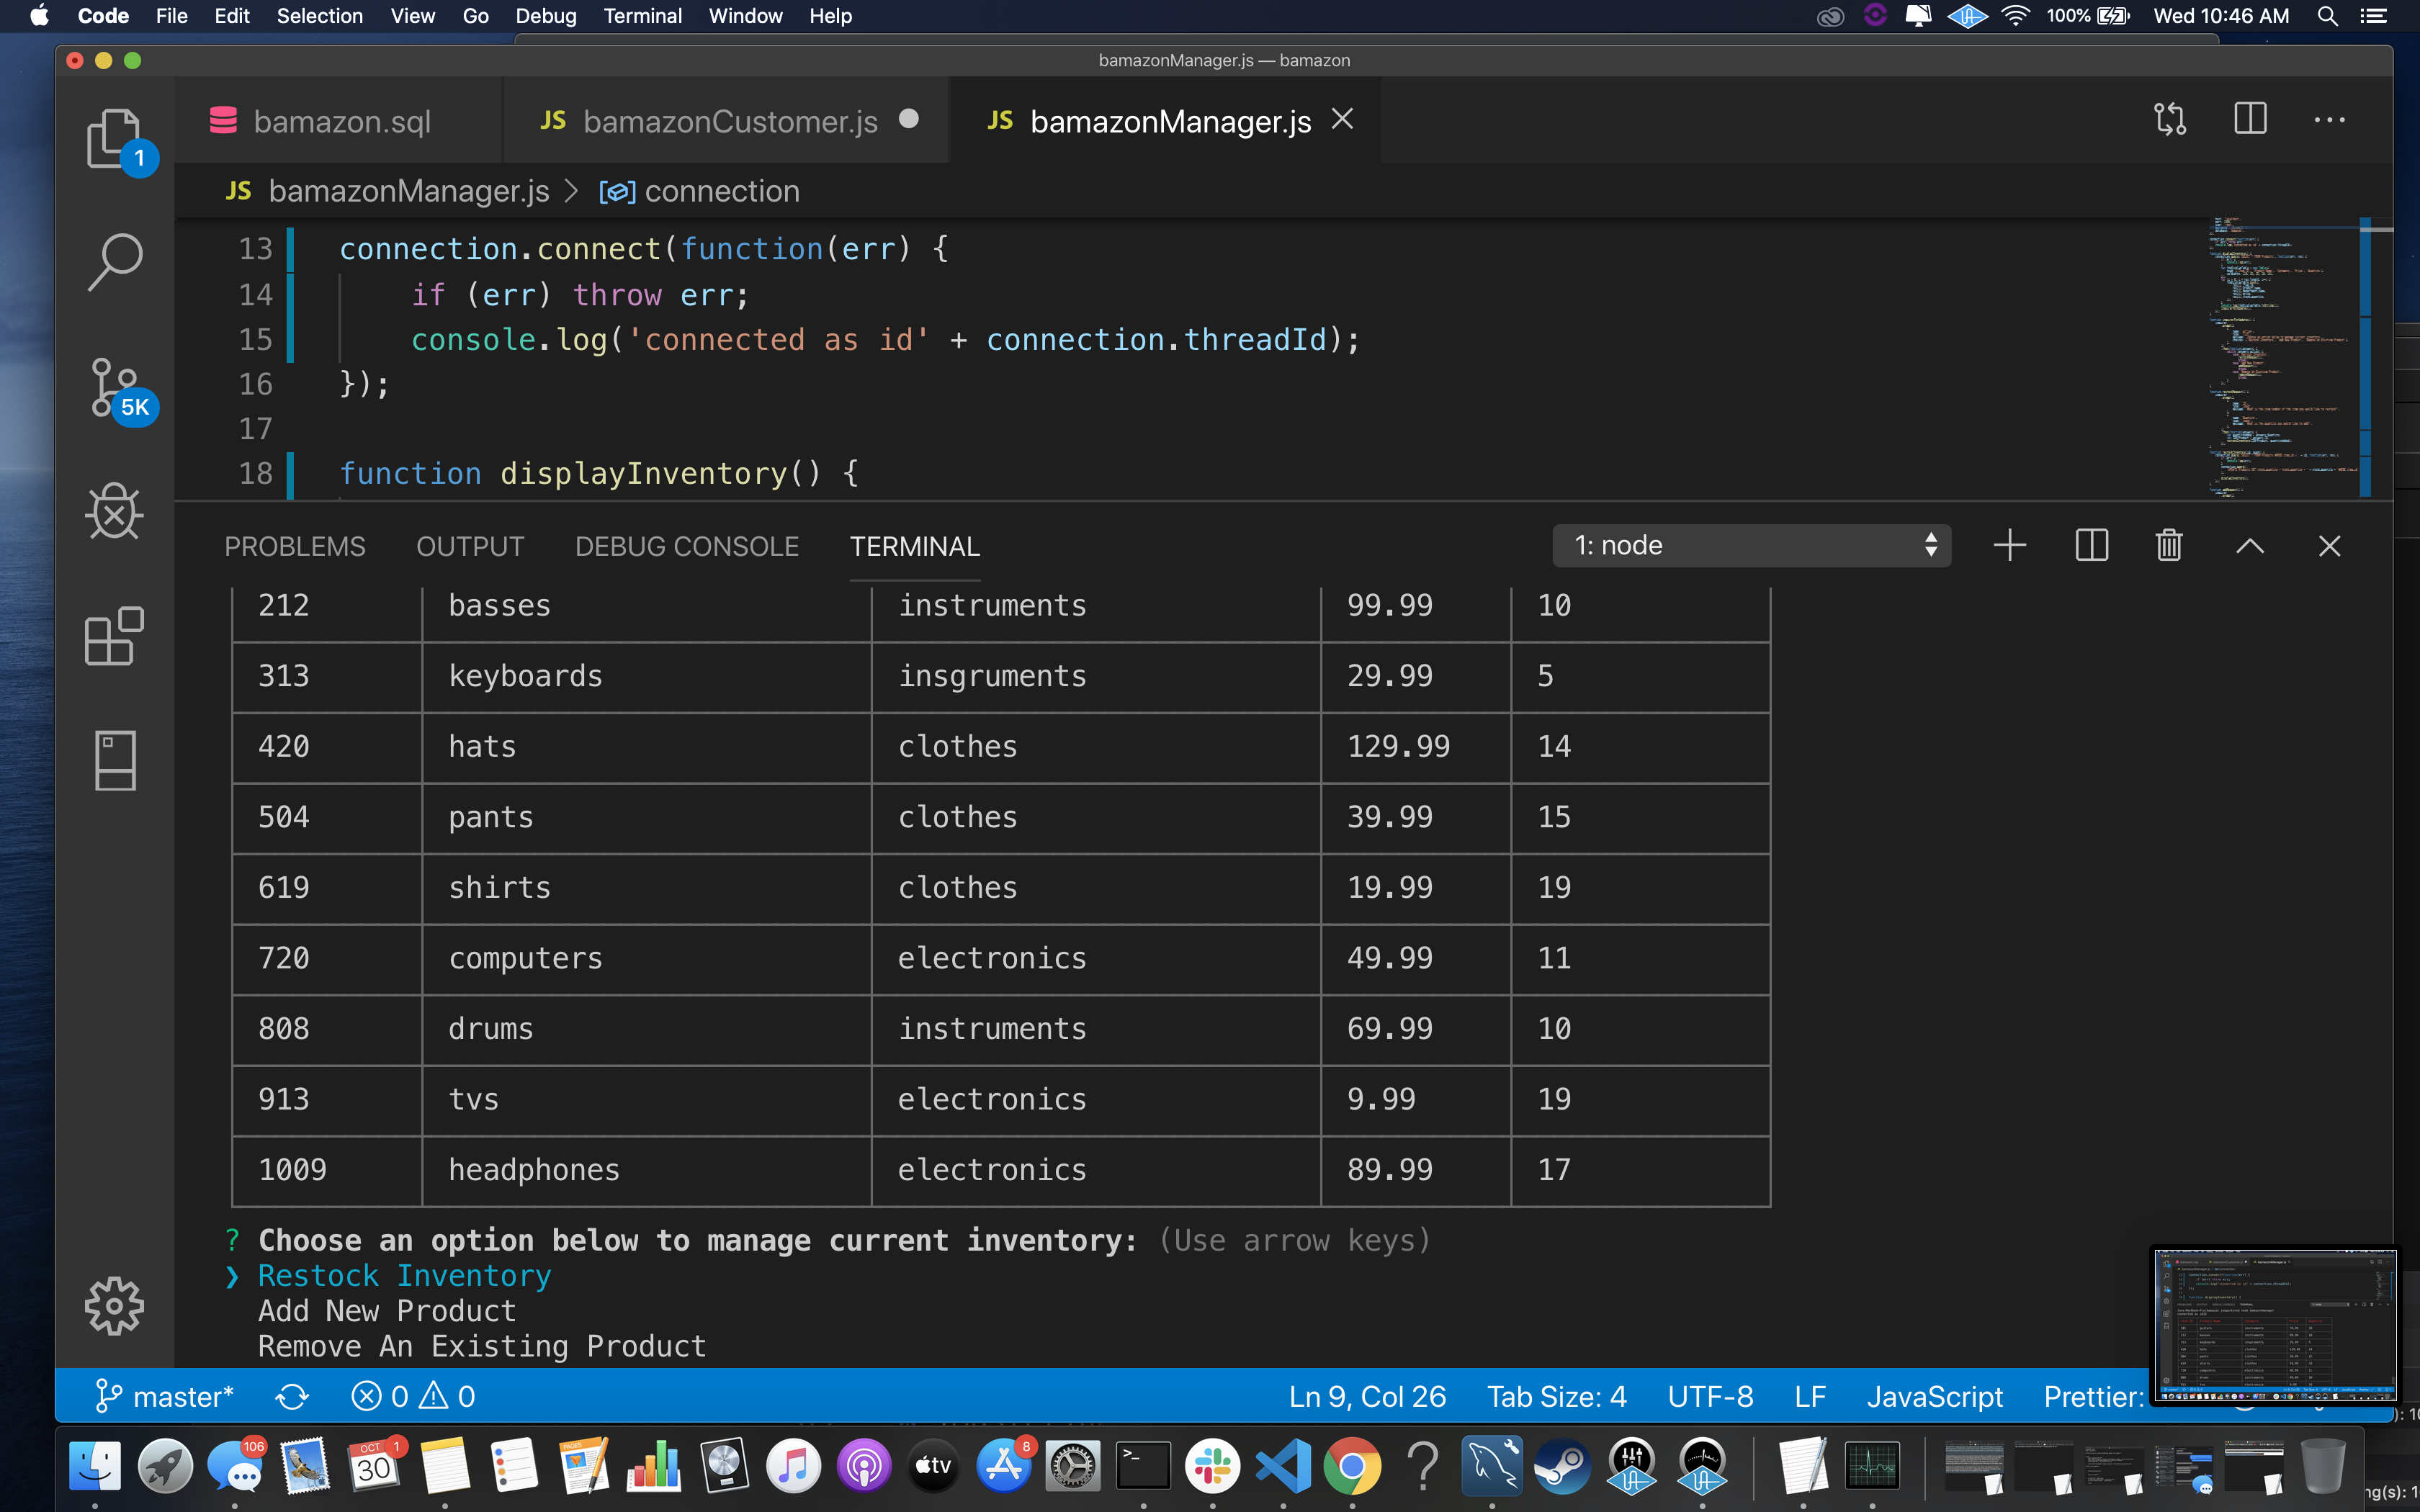 Code File Edit Selection View Go Debug Terminal Window Help 100% Wed 10:46 AM
bamazonManager.js — bamazon
bamazon.sql JS bamazonCustomer.js JS bamazonManager.js
1
JS bamazonManager.js > connection
13 connection.connect(function(err) {
14 if (err) throw err;
15 console.log('connected as id' + connection.threadId);
16 });
17
18 function displayInventory() {
5K
PROBLEMS OUTPUT DEBUG CONSOLE TERMINAL 1: node
212 basses instruments 99.99 10
313 keyboards insgruments 29.99 5
420 hats clothes 129.99 14
504 pants clothes 39.99 15
619 shirts clothes 19.99 19
720 computers electronics 49.99 11
808 drums instruments 69.99 10
913 tvs electronics 9.99 19
1009 headphones electronics 89.99 17
? Choose an option below to manage current inventory: (Use arrow keys)
❯ Restock Inventory
Add New Product
Remove An Existing Product
master* 0 0 Ln 9, Col 26 Tab Size: 4 UTF-8 LF JavaScript Prettier:
106 OCT 30 1 PAGES tv 8 >_ ?